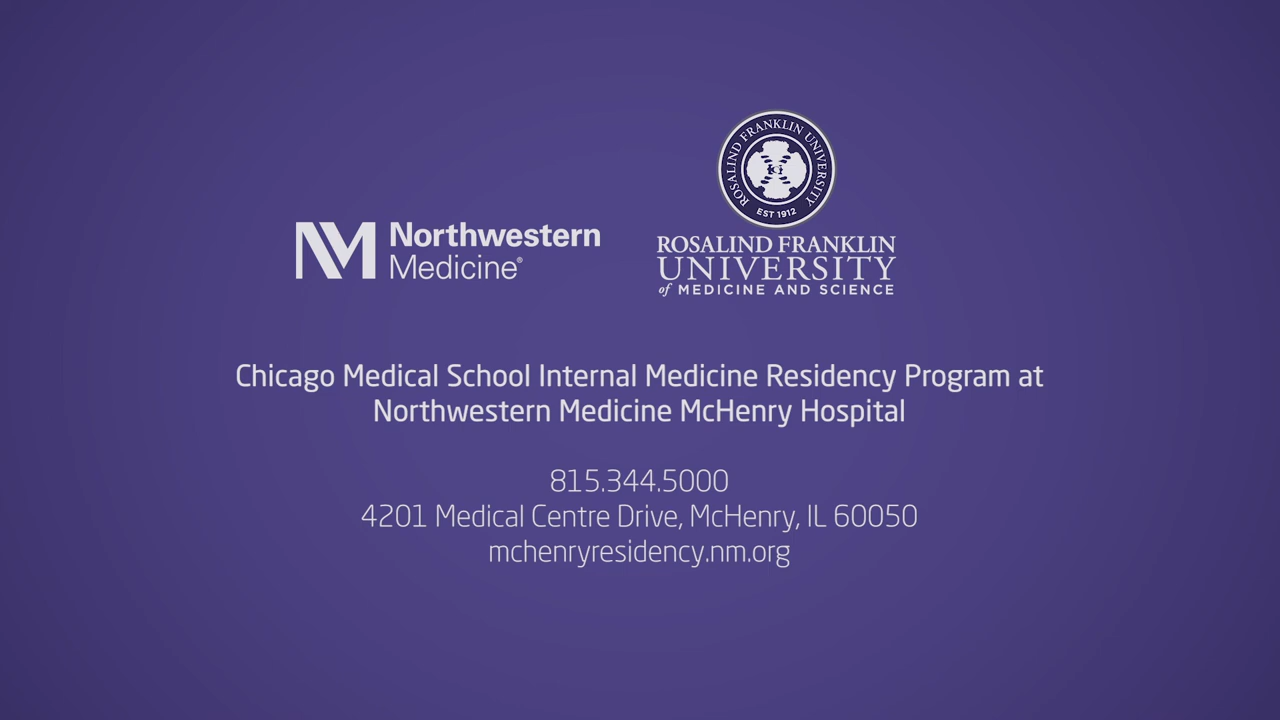 Northwestern
Medicine®
ROSALIND FRANKLIN UNIVERSITY
EST 1912
ROSALIND FRANKLIN
UNIVERSITY
of MEDICINE AND SCIENCE
Chicago Medical School Internal Medicine Residency Program at
Northwestern Medicine McHenry Hospital
815.344.5000
4201 Medical Centre Drive, McHenry, IL 60050
mchenryresidency.nm.org